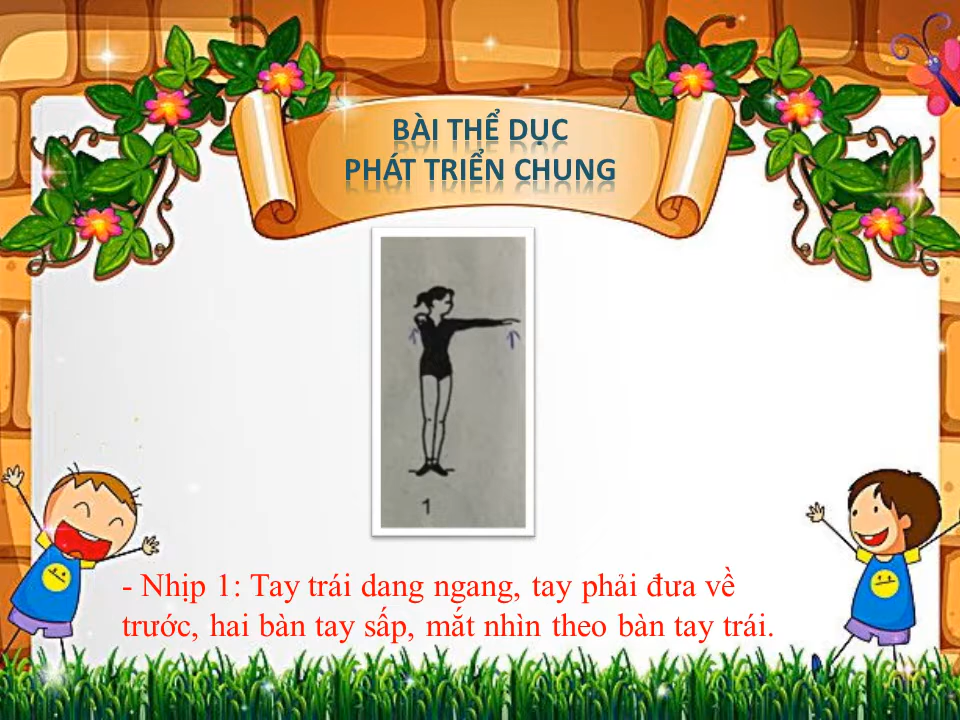 BÀI THỂ DỤC
PHÁT TRIỂN CHUNG
1
- Nhịp 1: Tay trái dang ngang, tay phải đưa về
trước, hai bàn tay sấp, mắt nhìn theo bàn tay trái.